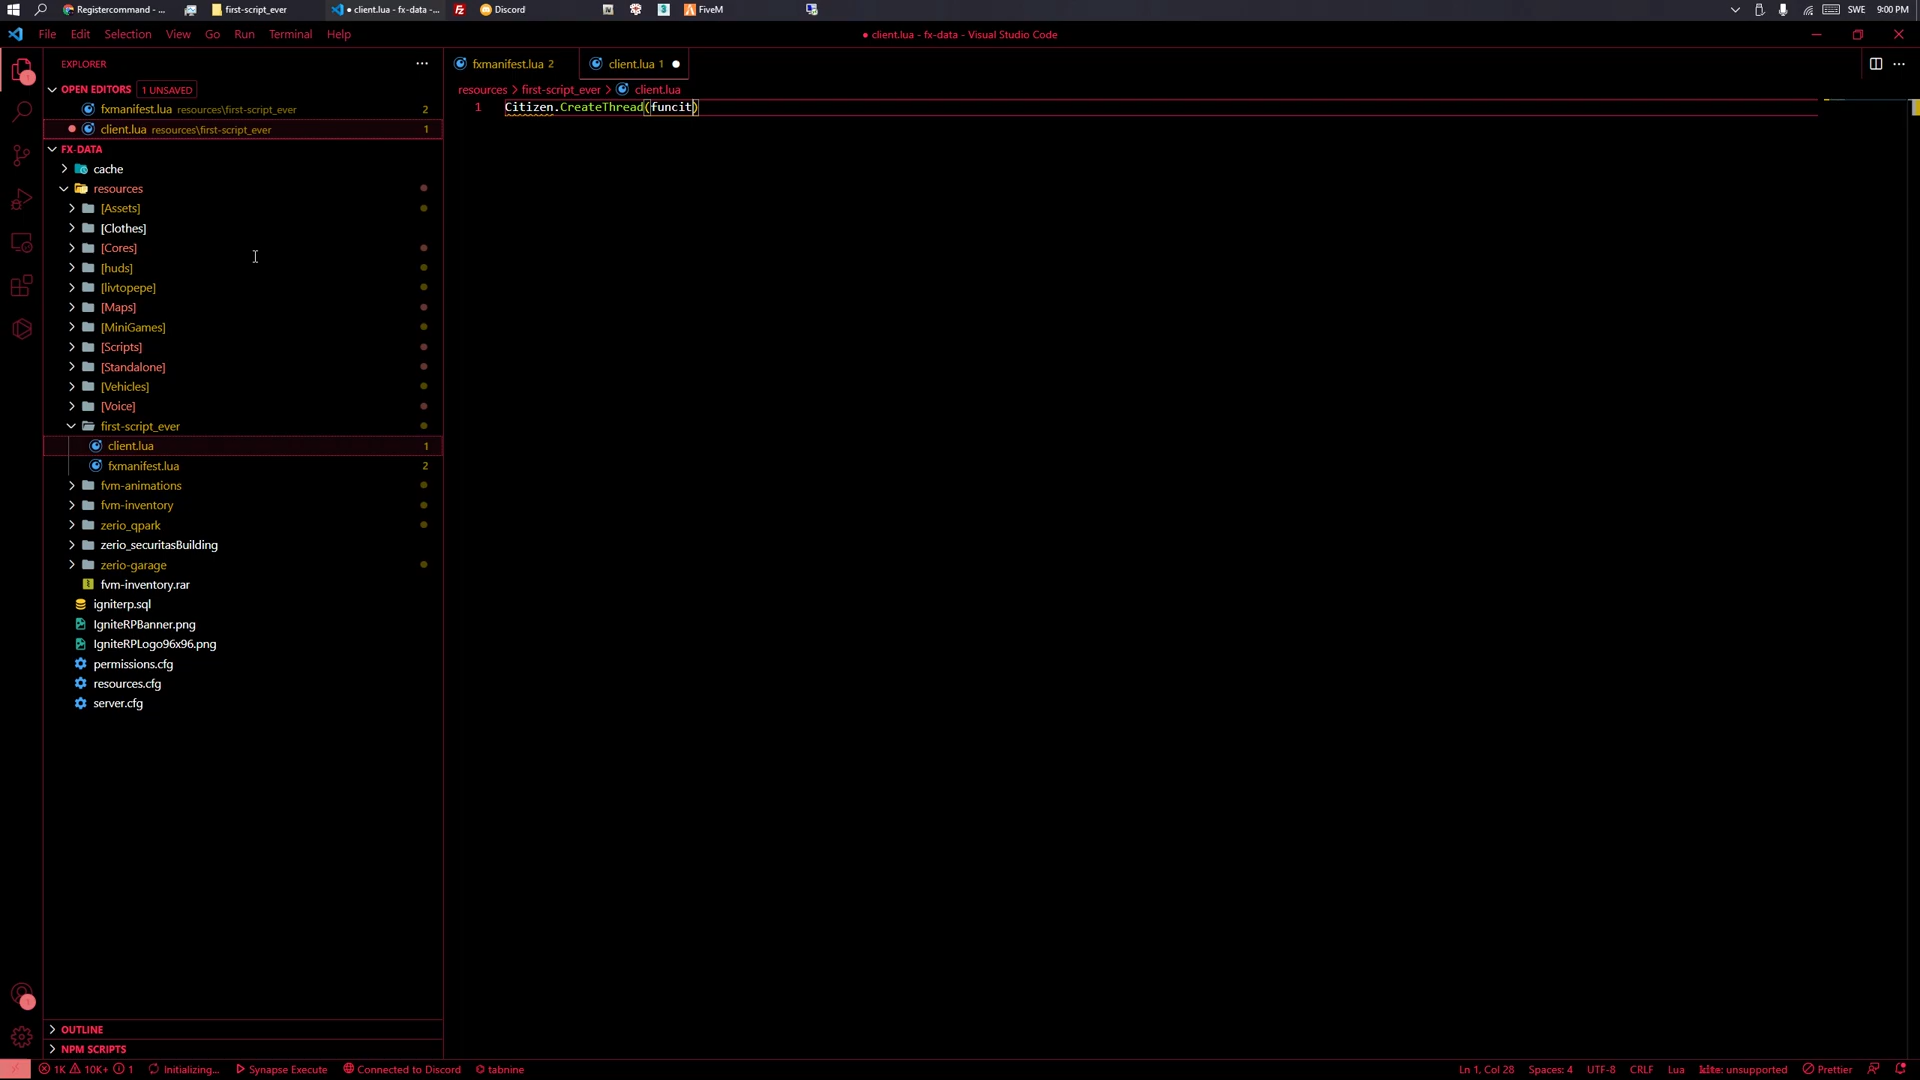 Registercommand - ...
first-script_ever
● client.lua - fx-data -...
Discord
FiveM
SWE
9:00 PM
File Edit Selection View Go Run Terminal Help
● client.lua - fx-data - Visual Studio Code
EXPLORER
OPEN EDITORS 1 UNSAVED
fxmanifest.lua resources\first-script_ever 2
client.lua resources\first-script_ever 1
FX-DATA
cache
resources
[Assets]
[Clothes]
[Cores]
[huds]
[livtopepe]
[Maps]
[MiniGames]
[Scripts]
[Standalone]
[Vehicles]
[Voice]
first-script_ever
client.lua 1
fxmanifest.lua 2
fvm-animations
fvm-inventory
zerio_qpark
zerio_securitasBuilding
zerio-garage
fvm-inventory.rar
igniterp.sql
IgniteRPBanner.png
IgniteRPLogo96x96.png
permissions.cfg
resources.cfg
server.cfg
OUTLINE
NPM SCRIPTS
fxmanifest.lua 2
client.lua 1 ●
resources > first-script_ever > client.lua
1 Citizen.CreateThread(funcit)
1K 10K+ 1 Initializing... Synapse Execute Connected to Discord tabnine
Ln 1, Col 28 Spaces: 4 UTF-8 CRLF Lua kite: unsupported Prettier